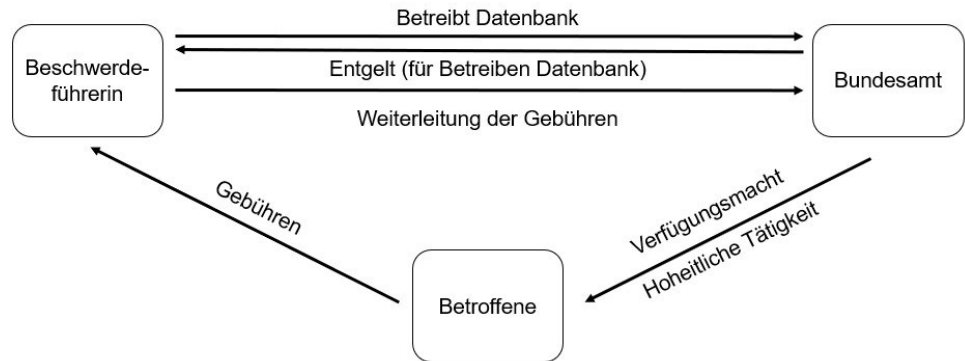 Betreibt Datenbank
Beschwerde-
führerin
Entgelt (für Betreiben Datenbank)
Bundesamt
Weiterleitung der Gebühren
Gebühren
Verfügungsmacht
Hoheitliche Tätigkeit
Betroffene